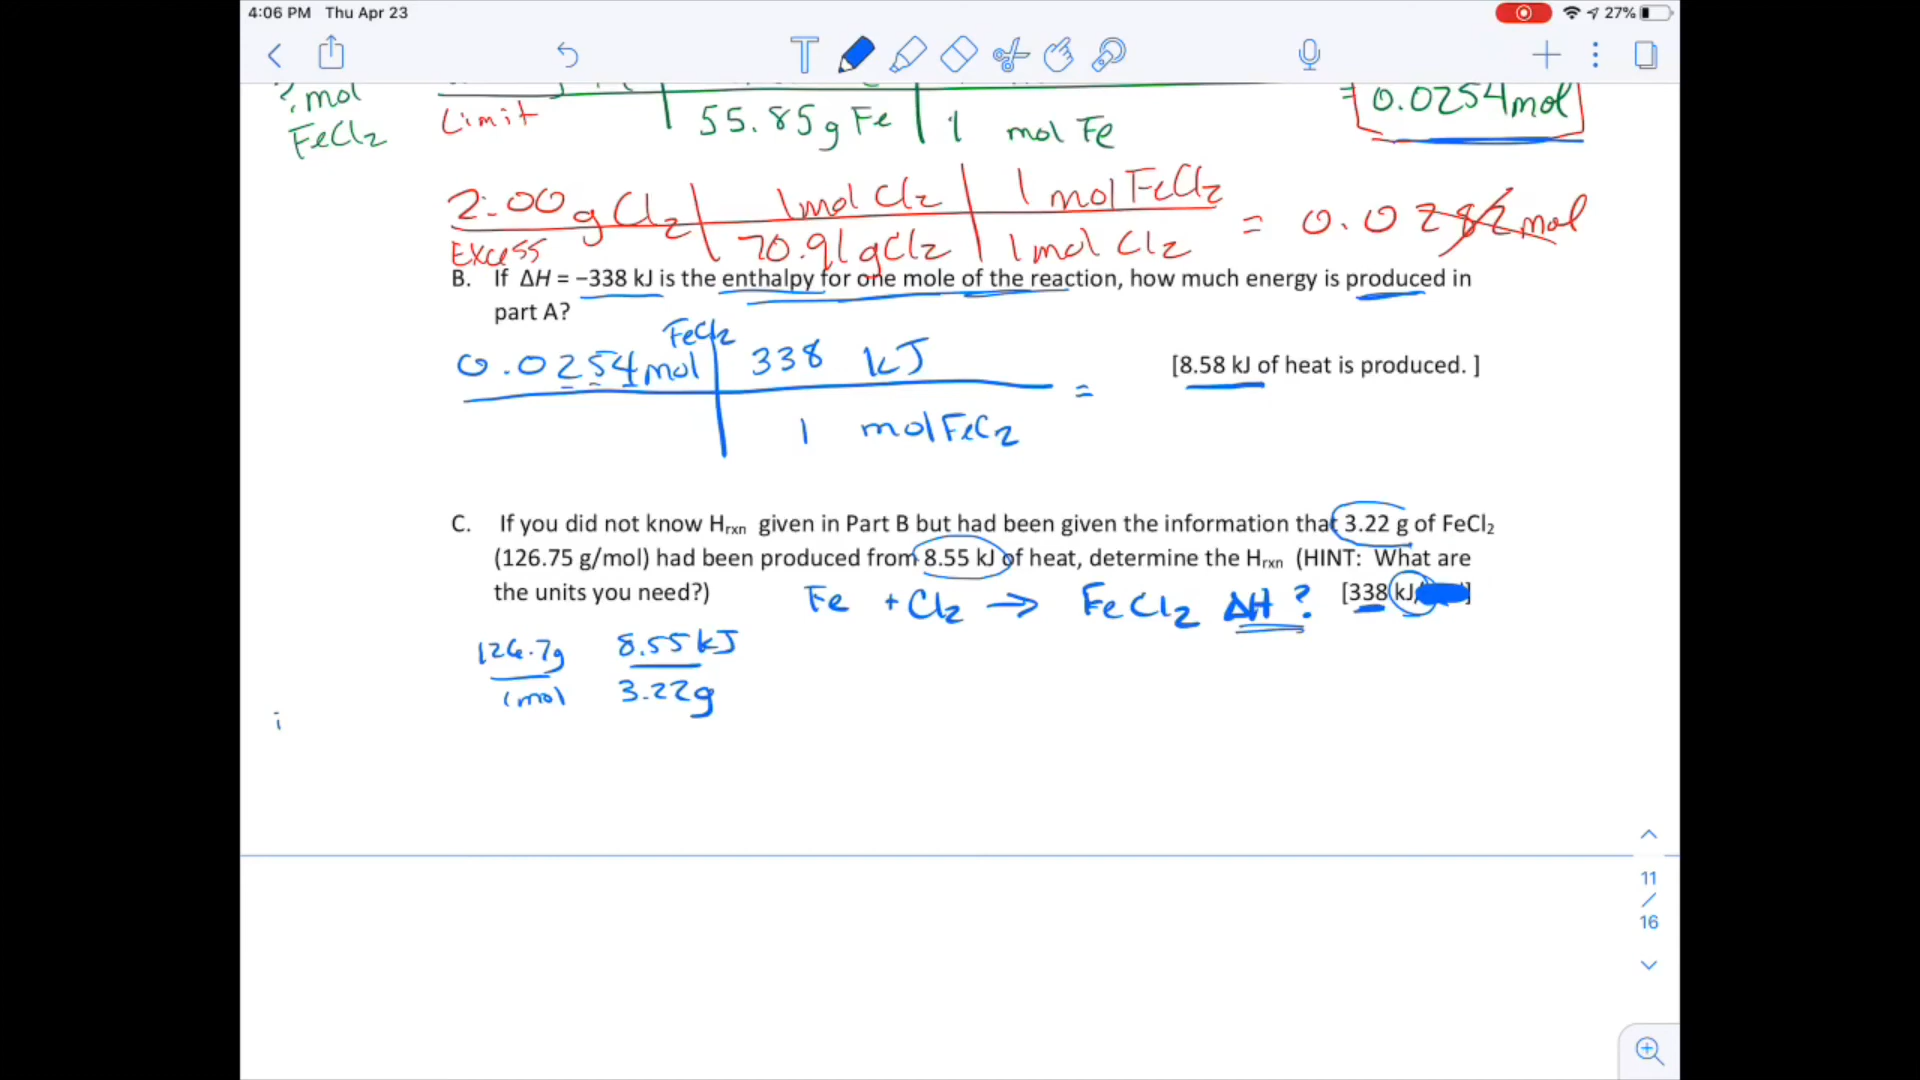 4:06 PM Thu Apr 23
27%
T
? mol
FeCl₂
Limit
55.85 g Fe | 1 mol Fe
= 0.0254 mol
2.00 g Cl₂ | 1 mol Cl₂ | 1 mol FeCl₂
Excess 70.91 g Cl₂ | 1 mol Cl₂ = 0.0282 mol
B. If ΔH = −338 kJ is the enthalpy for one mole of the reaction, how much energy is produced in
part A?
FeCl₂
0.0254 mol | 338 kJ
=
[8.58 kJ of heat is produced. ]
1 mol FeCl₂
C. If you did not know Hrxn given in Part B but had been given the information that 3.22 g of FeCl₂
(126.75 g/mol) had been produced from 8.55 kJ of heat, determine the Hrxn (HINT: What are
the units you need?)
Fe + Cl₂ → FeCl₂ ΔH ?
[338 kJ/ ]
126.7g 8.55 kJ
1 mol 3.22g
11
/
16